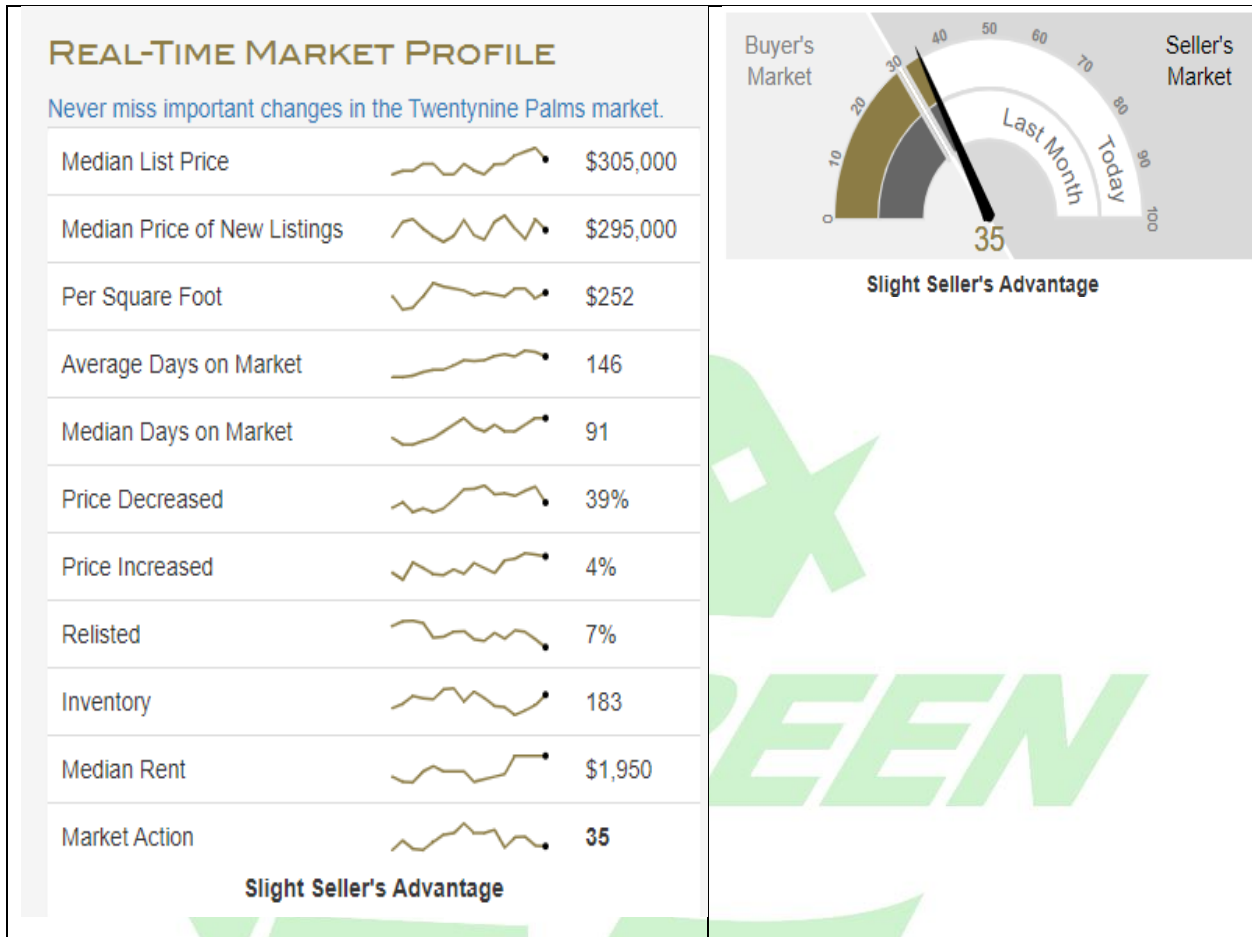 REAL-TIME MARKET PROFILE
Never miss important changes in the Twentynine Palms market.
Median List Price $305,000
Median Price of New Listings $295,000
Per Square Foot $252
Average Days on Market 146
Median Days on Market 91
Price Decreased 39%
Price Increased 4%
Relisted 7%
Inventory 183
Median Rent $1,950
Market Action 35
Slight Seller's Advantage
Buyer's
Market
Seller's
Market
0
10
20
30
40
50
60
70
80
90
100
Last Month
Today
35
Slight Seller's Advantage
EEN